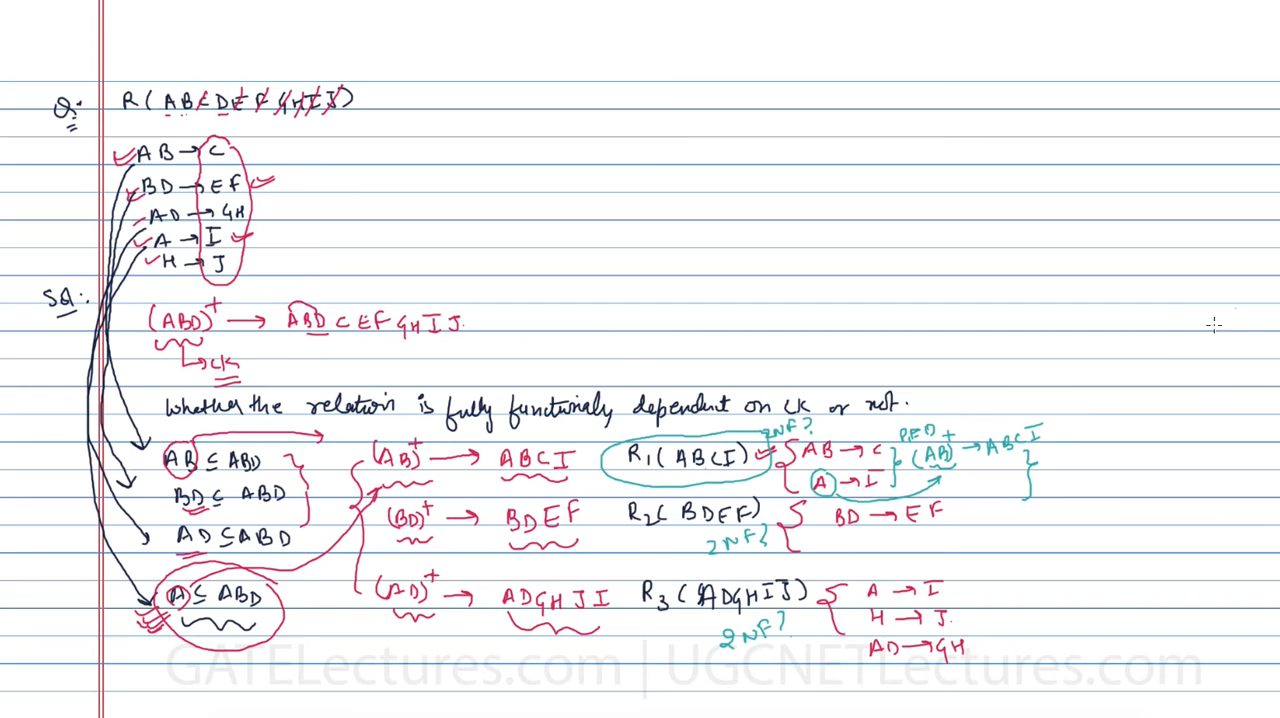 Q:- R(ABCDEFGHIJ)
AB → C
BD → EF
AD → GH
A → I
H → J
Sol:-
(ABD)+ → ABDCEFGHIJ.
→ CK
Whether the relation is fully functionaly dependent on CK or not.
AB ⊆ ABD (AB)+ → ABCI R1(ABCI) 2NF? { AB → C A → I } PFD (AB)+ → ABCI }
BD ⊆ ABD (BD)+ → BDEF R2(BDEF) 2NF? { BD → EF
AD ⊆ ABD
A ⊆ ABD (AD)+ → ADGHJI R3(ADGHIJ) 2NF? { A → I
H → J.
AD → GH
GATELectures.com | UGCNETLectures.com